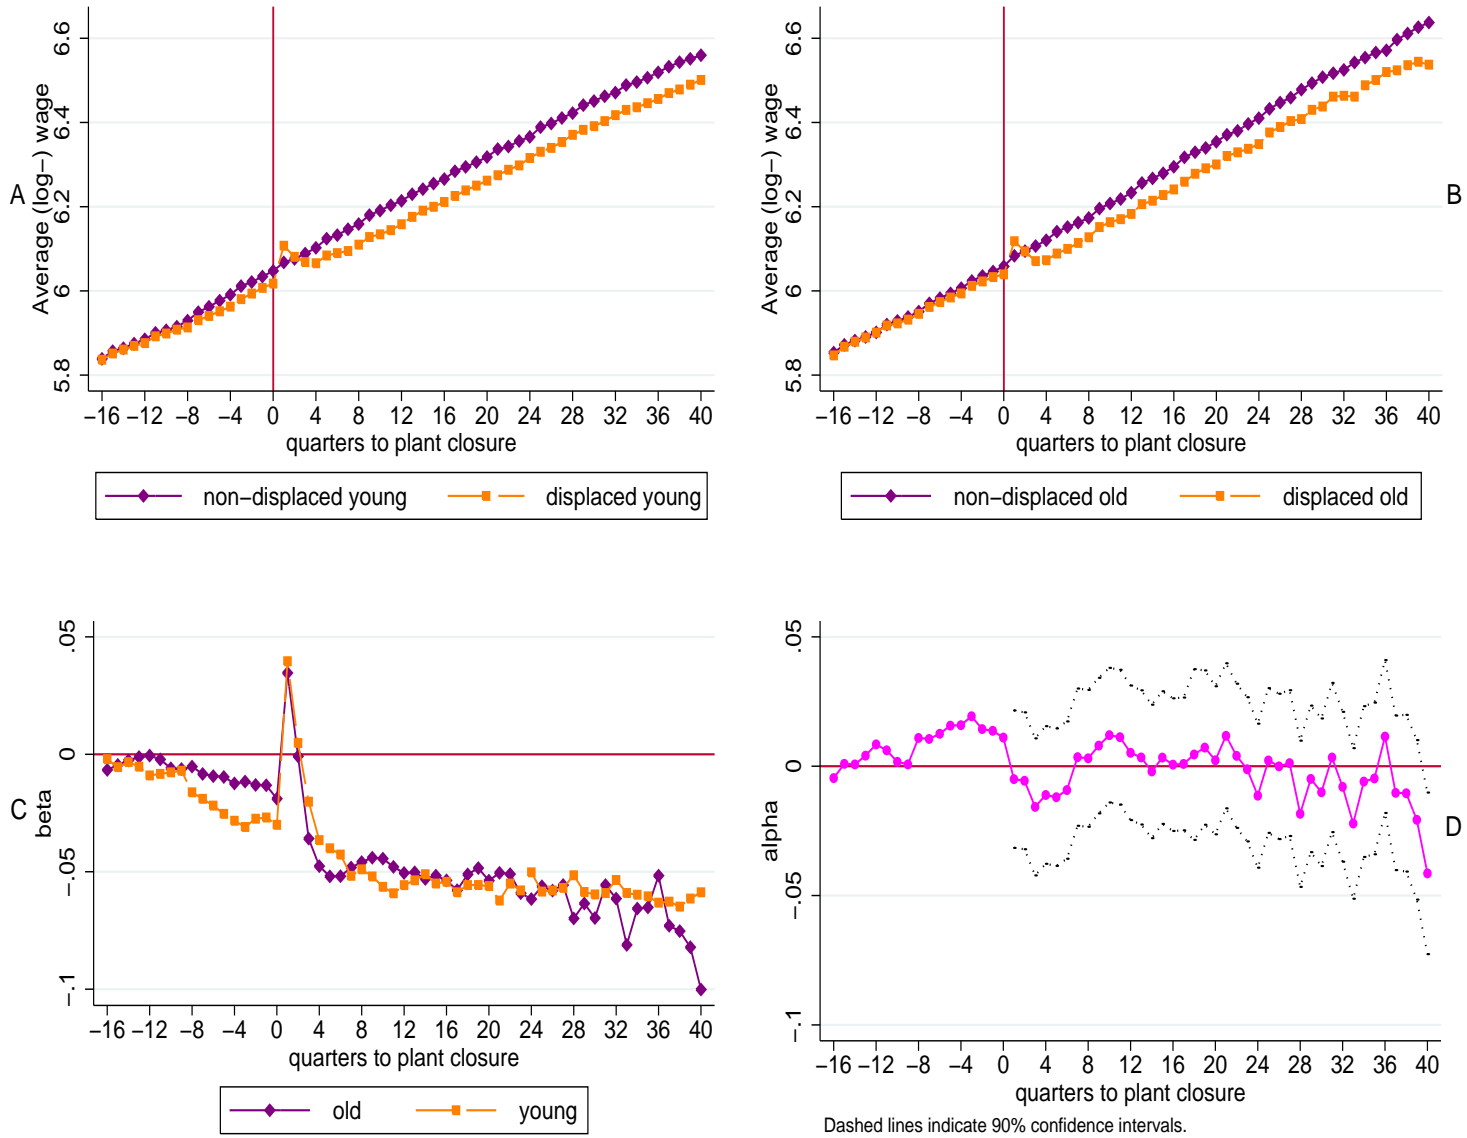 A
Average (log−) wage
5.8 6 6.2 6.4 6.6
−16 −12 −8 −4 0 4 8 12 16 20 24 28 32 36 40
quarters to plant closure
non−displaced young displaced young
B
Average (log−) wage
5.8 6 6.2 6.4 6.6
−16 −12 −8 −4 0 4 8 12 16 20 24 28 32 36 40
quarters to plant closure
non−displaced old displaced old
C
beta
−.1 −.05 0 .05
−16 −12 −8 −4 0 4 8 12 16 20 24 28 32 36 40
quarters to plant closure
old young
D
alpha
−.1 −.05 0 .05
−16 −12 −8 −4 0 4 8 12 16 20 24 28 32 36 40
quarters to plant closure
Dashed lines indicate 90% confidence intervals.